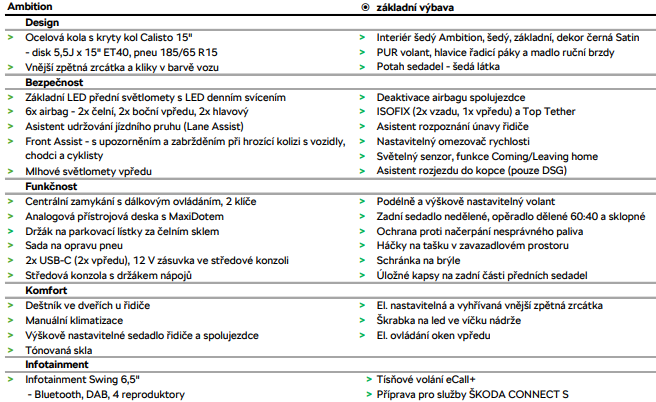 Ambition
základní výbava
Design
> Ocelová kola s kryty kol Calisto 15"
- disk 5,5J x 15" ET40, pneu 185/65 R15
> Vnější zpětná zrcátka a kliky v barvě vozu
> Interiér šedý Ambition, šedý, základní, dekor černá Satin
> PUR volant, hlavice řadicí páky a madlo ruční brzdy
> Potah sedadel - šedá látka
Bezpečnost
> Základní LED přední světlomety s LED denním svícením
> 6x airbag - 2x čelní, 2x boční vpředu, 2x hlavový
> Asistent udržování jízdního pruhu (Lane Assist)
> Front Assist - s upozorněním a zabržděním při hrozící kolizi s vozidly,
chodci a cyklisty
> Mlhové světlomety vpředu
> Deaktivace airbagu spolujezdce
> ISOFIX (2x vzadu, 1x vpředu) a Top Tether
> Asistent rozpoznání únavy řidiče
> Nastavitelný omezovač rychlosti
> Světelný senzor, funkce Coming/Leaving home
> Asistent rozjezdu do kopce (pouze DSG)
Funkčnost
> Centrální zamykání s dálkovým ovládáním, 2 klíče
> Analogová přístrojová deska s MaxiDotem
> Držák na parkovací lístky za čelním sklem
> Sada na opravu pneu
> 2x USB-C (2x vpředu), 12 V zásuvka ve středové konzoli
> Středová konzola s držákem nápojů
> Podélně a výškově nastavitelný volant
> Zadní sedadlo nedělené, opěradlo dělené 60:40 a sklopné
> Ochrana proti načerpání nesprávného paliva
> Háčky na tašku v zavazadlovém prostoru
> Schránka na brýle
> Úložné kapsy na zadní části předních sedadel
Komfort
> Deštník ve dveřích u řidiče
> Manuální klimatizace
> Výškově nastavitelné sedadlo řidiče a spolujezdce
> Tónovaná skla
> El. nastavitelná a vyhřívaná vnější zpětná zrcátka
> Škrabka na led ve víčku nádrže
> El. ovládání oken vpředu
Infotainment
> Infotainment Swing 6,5"
- Bluetooth, DAB, 4 reproduktory
> Tísňové volání eCall+
> Příprava pro služby ŠKODA CONNECT S